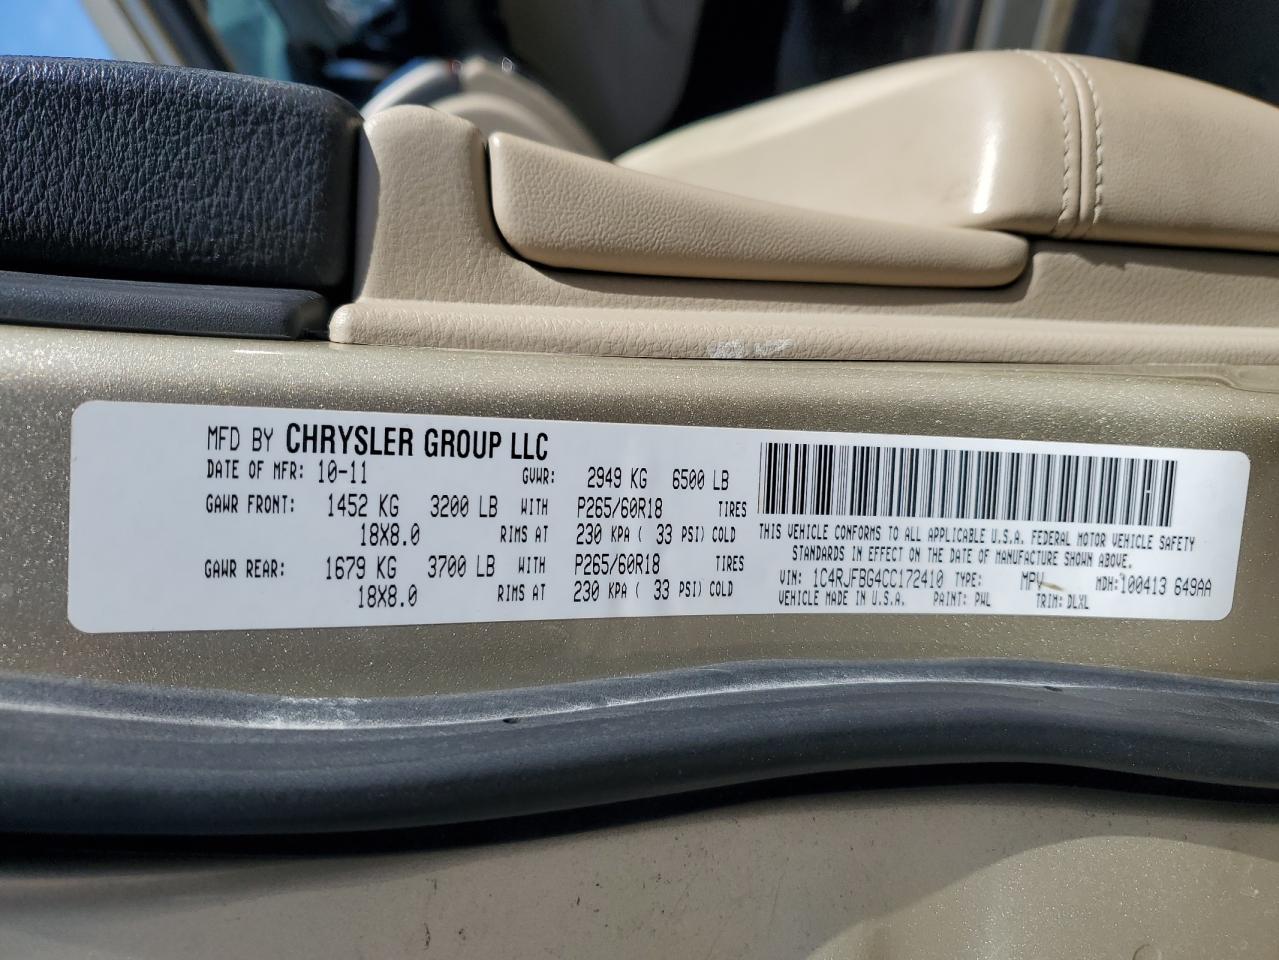 MFD BY CHRYSLER GROUP LLC
DATE OF MFR: 10-11 GVWR: 2949 KG 6500 LB
GAWR FRONT: 1452 KG 3200 LB WITH P265/60R18 TIRES
18X8.0 RIMS AT 230 KPA ( 33 PSI) COLD
GAWR REAR: 1679 KG 3700 LB WITH P265/60R18 TIRES
18X8.0 RIMS AT 230 KPA ( 33 PSI) COLD
THIS VEHICLE CONFORMS TO ALL APPLICABLE U.S.A. FEDERAL MOTOR VEHICLE SAFETY
STANDARDS IN EFFECT ON THE DATE OF MANUFACTURE SHOWN ABOVE.
VIN: 1C4RJFBG4CC172410 TYPE: MPV MDH: 100413 649AA
VEHICLE MADE IN U.S.A. PAINT: PWL TRIM: DLXL